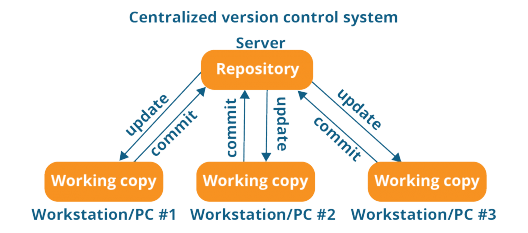 Centralized version control system
Server
Repository
update
commit
commit
update
update
commit
Working copy
Working copy
Working copy
Workstation/PC #1
Workstation/PC #2
Workstation/PC #3